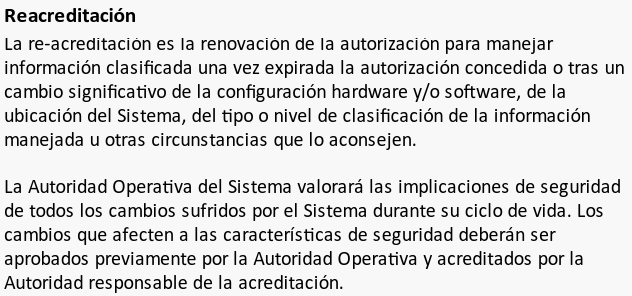 Reacreditación
La re-acreditación es la renovación de la autorización para manejar
información clasificada una vez expirada la autorización concedida o tras un
cambio significativo de la configuración hardware y/o software, de la
ubicación del Sistema, del tipo o nivel de clasificación de la información
manejada u otras circunstancias que lo aconsejen.
La Autoridad Operativa del Sistema valorará las implicaciones de seguridad
de todos los cambios sufridos por el Sistema durante su ciclo de vida. Los
cambios que afecten a las características de seguridad deberán ser
aprobados previamente por la Autoridad Operativa y acreditados por la
Autoridad responsable de la acreditación.